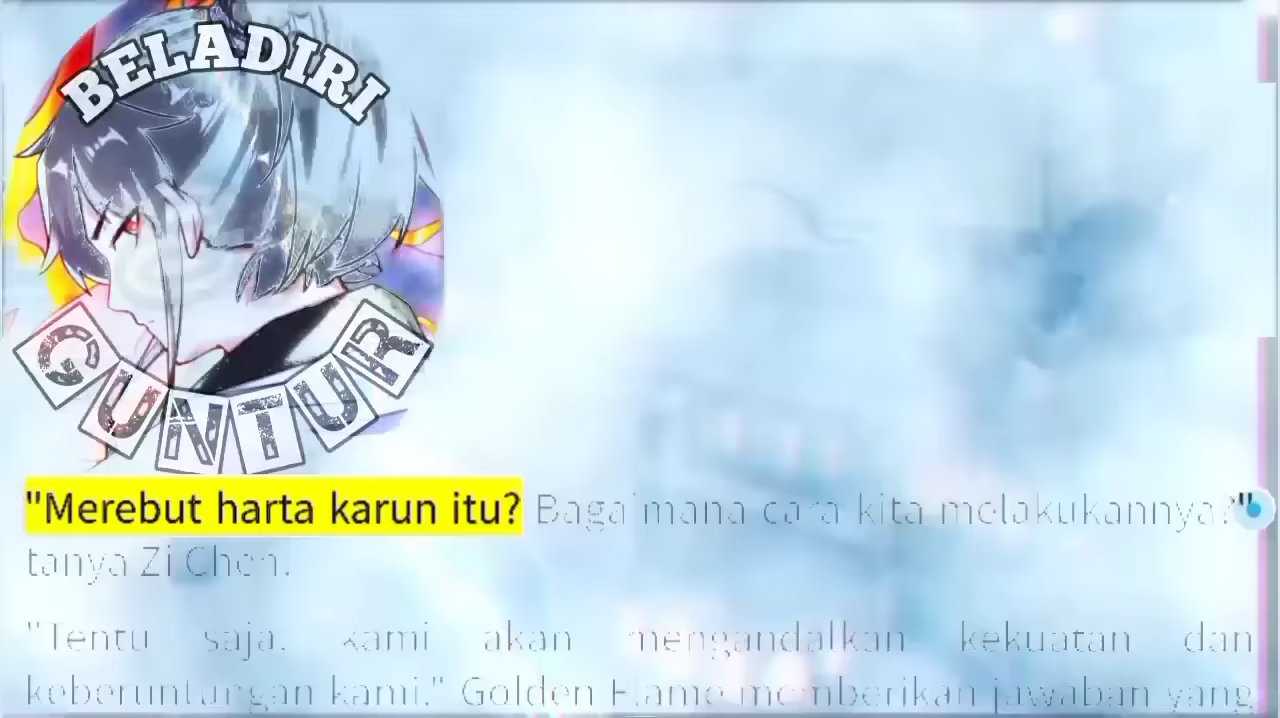 BELADIRI
GUNTUR
"Merebut harta karun itu? Bagaimana cara kita melakukannya?"
tanya Zi Chen.
"Tentu saja, kami akan mengandalkan kekuatan dan
keberuntungan kami." Golden Flame memberikan jawaban yang